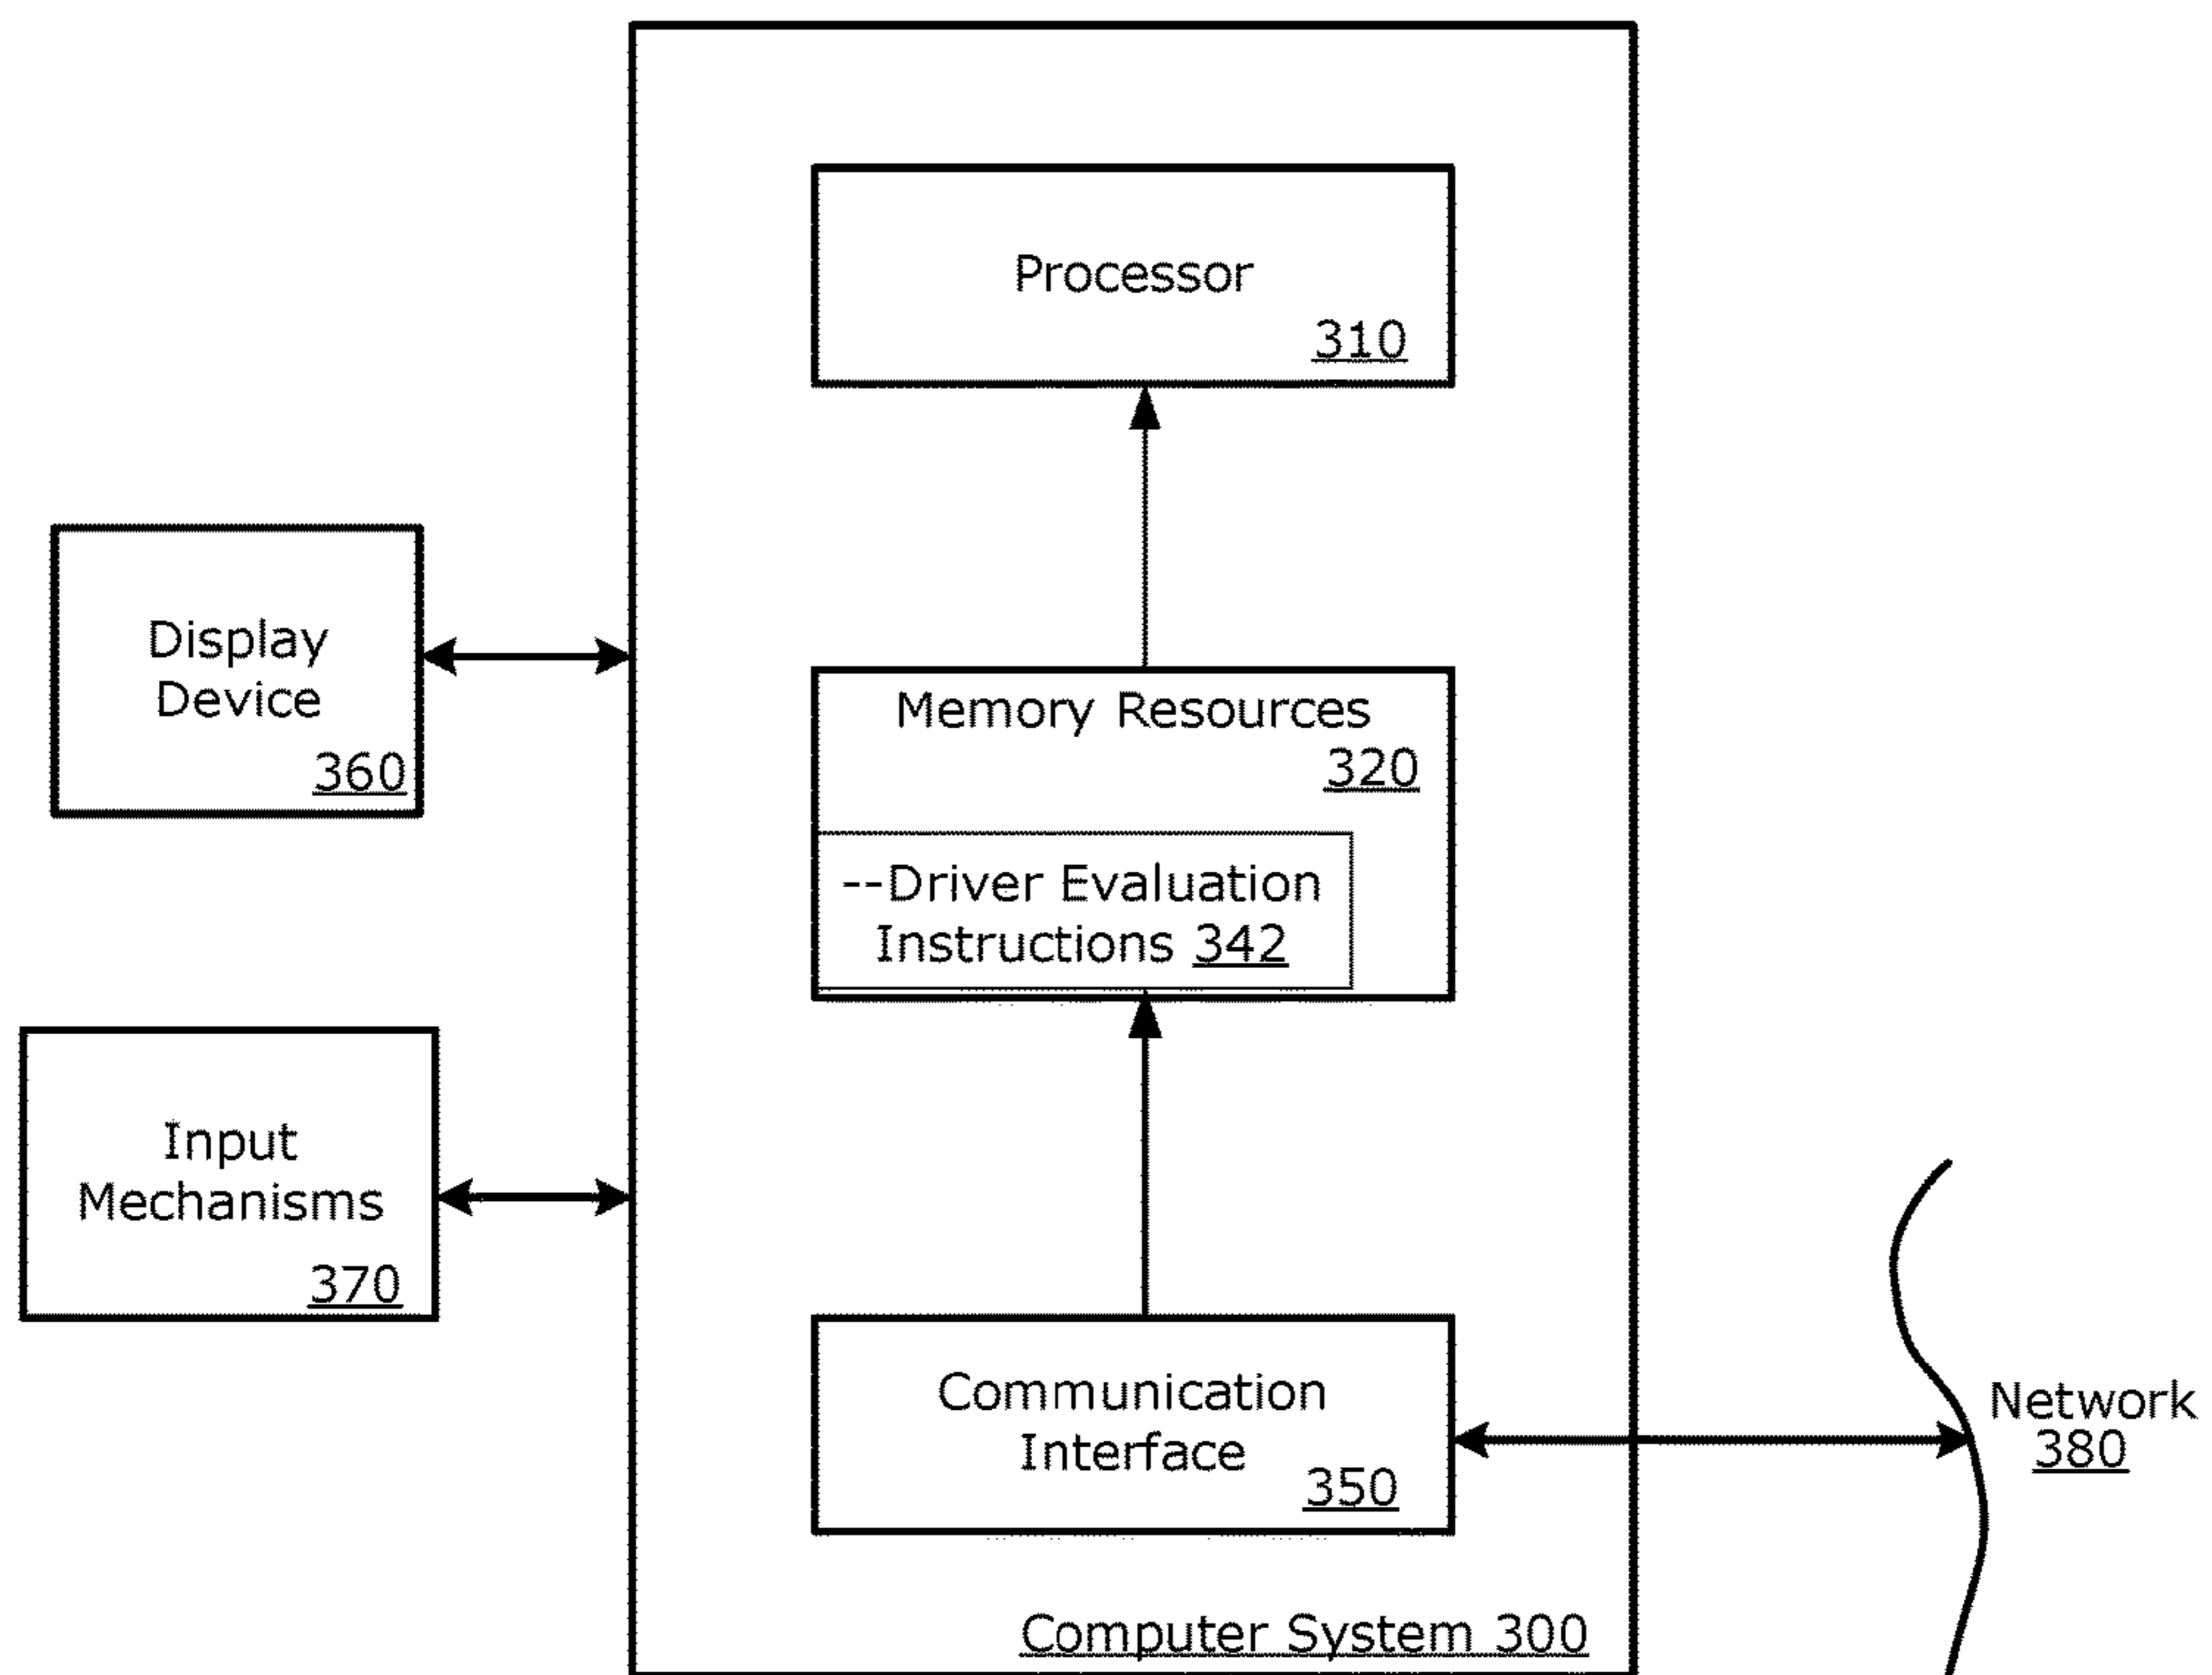 Processor
310
Display
Device
360
Memory Resources
320
--Driver Evaluation
Instructions 342
Input
Mechanisms
370
Communication
Interface
350
Network
380
Computer System 300